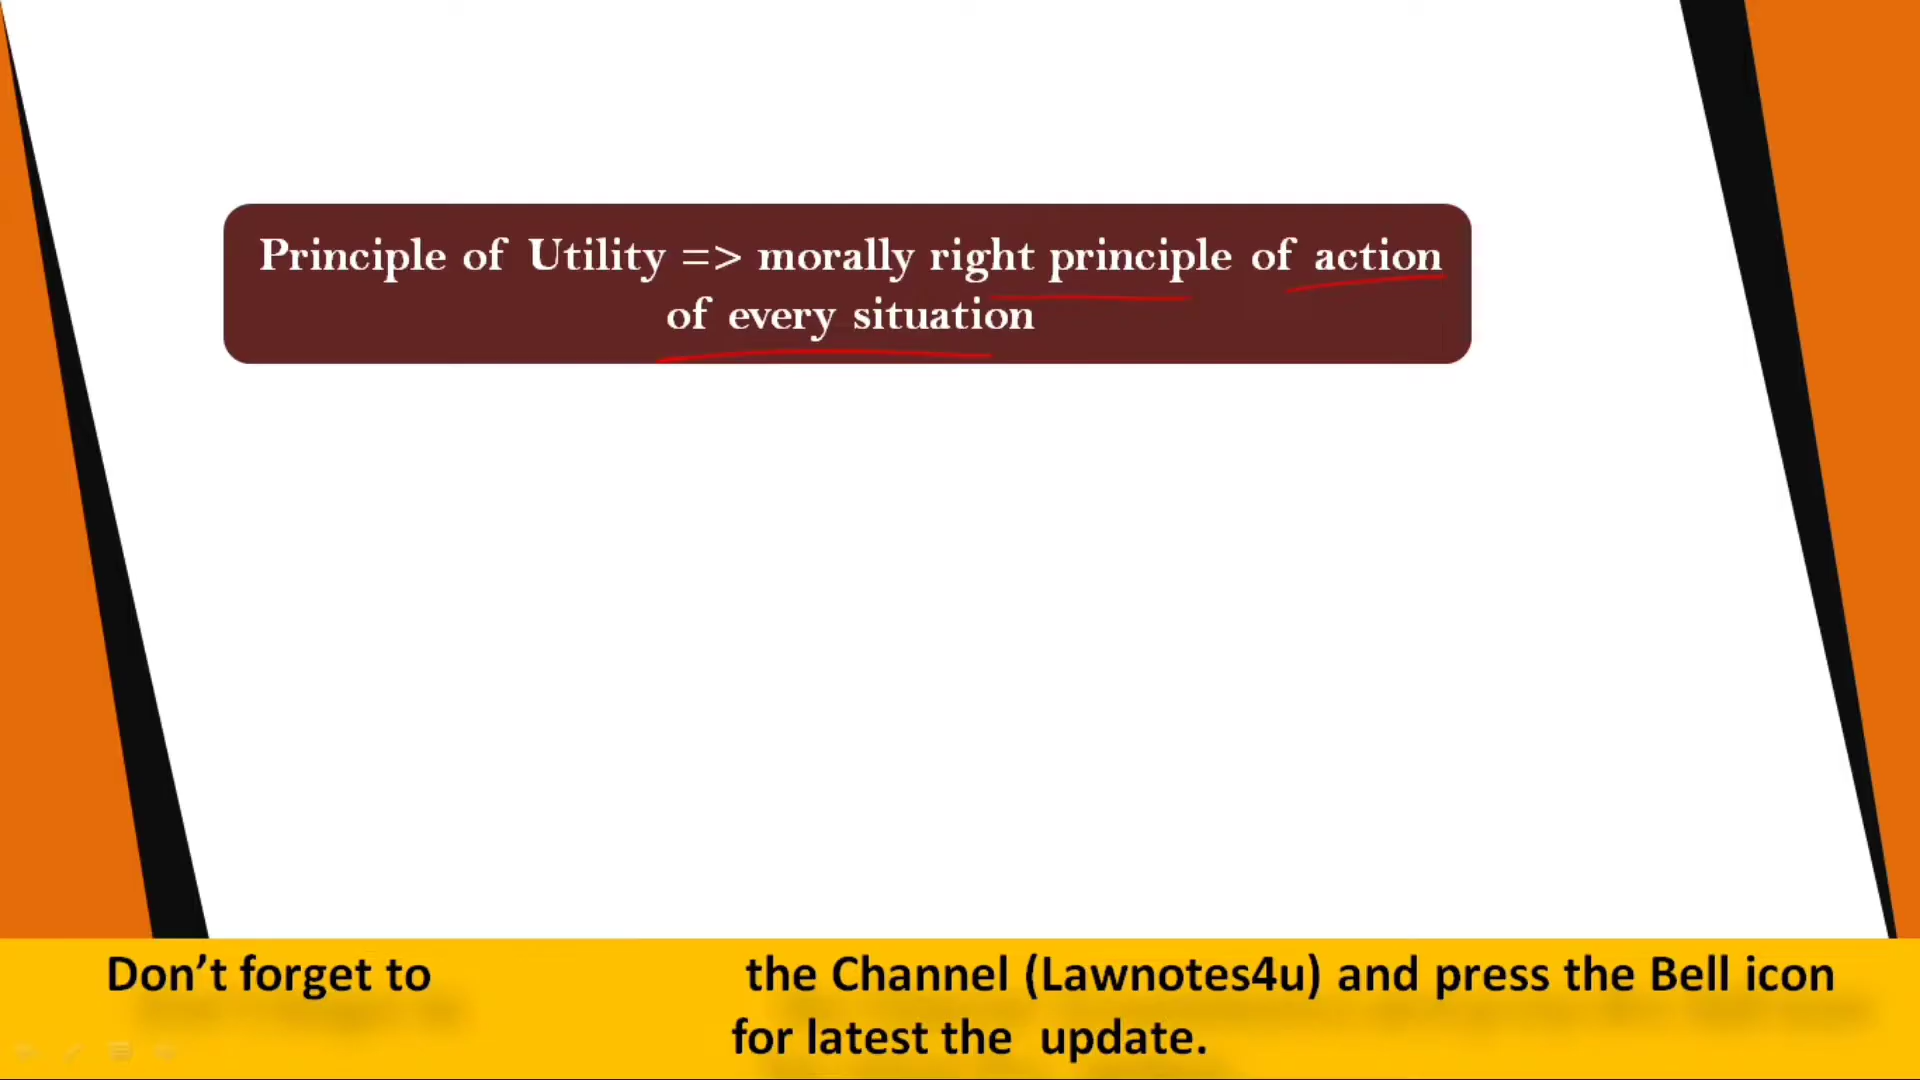 Principle of Utility => morally right principle of action
of every situation
Don’t forget to the Channel (Lawnotes4u) and press the Bell icon
for latest the update.